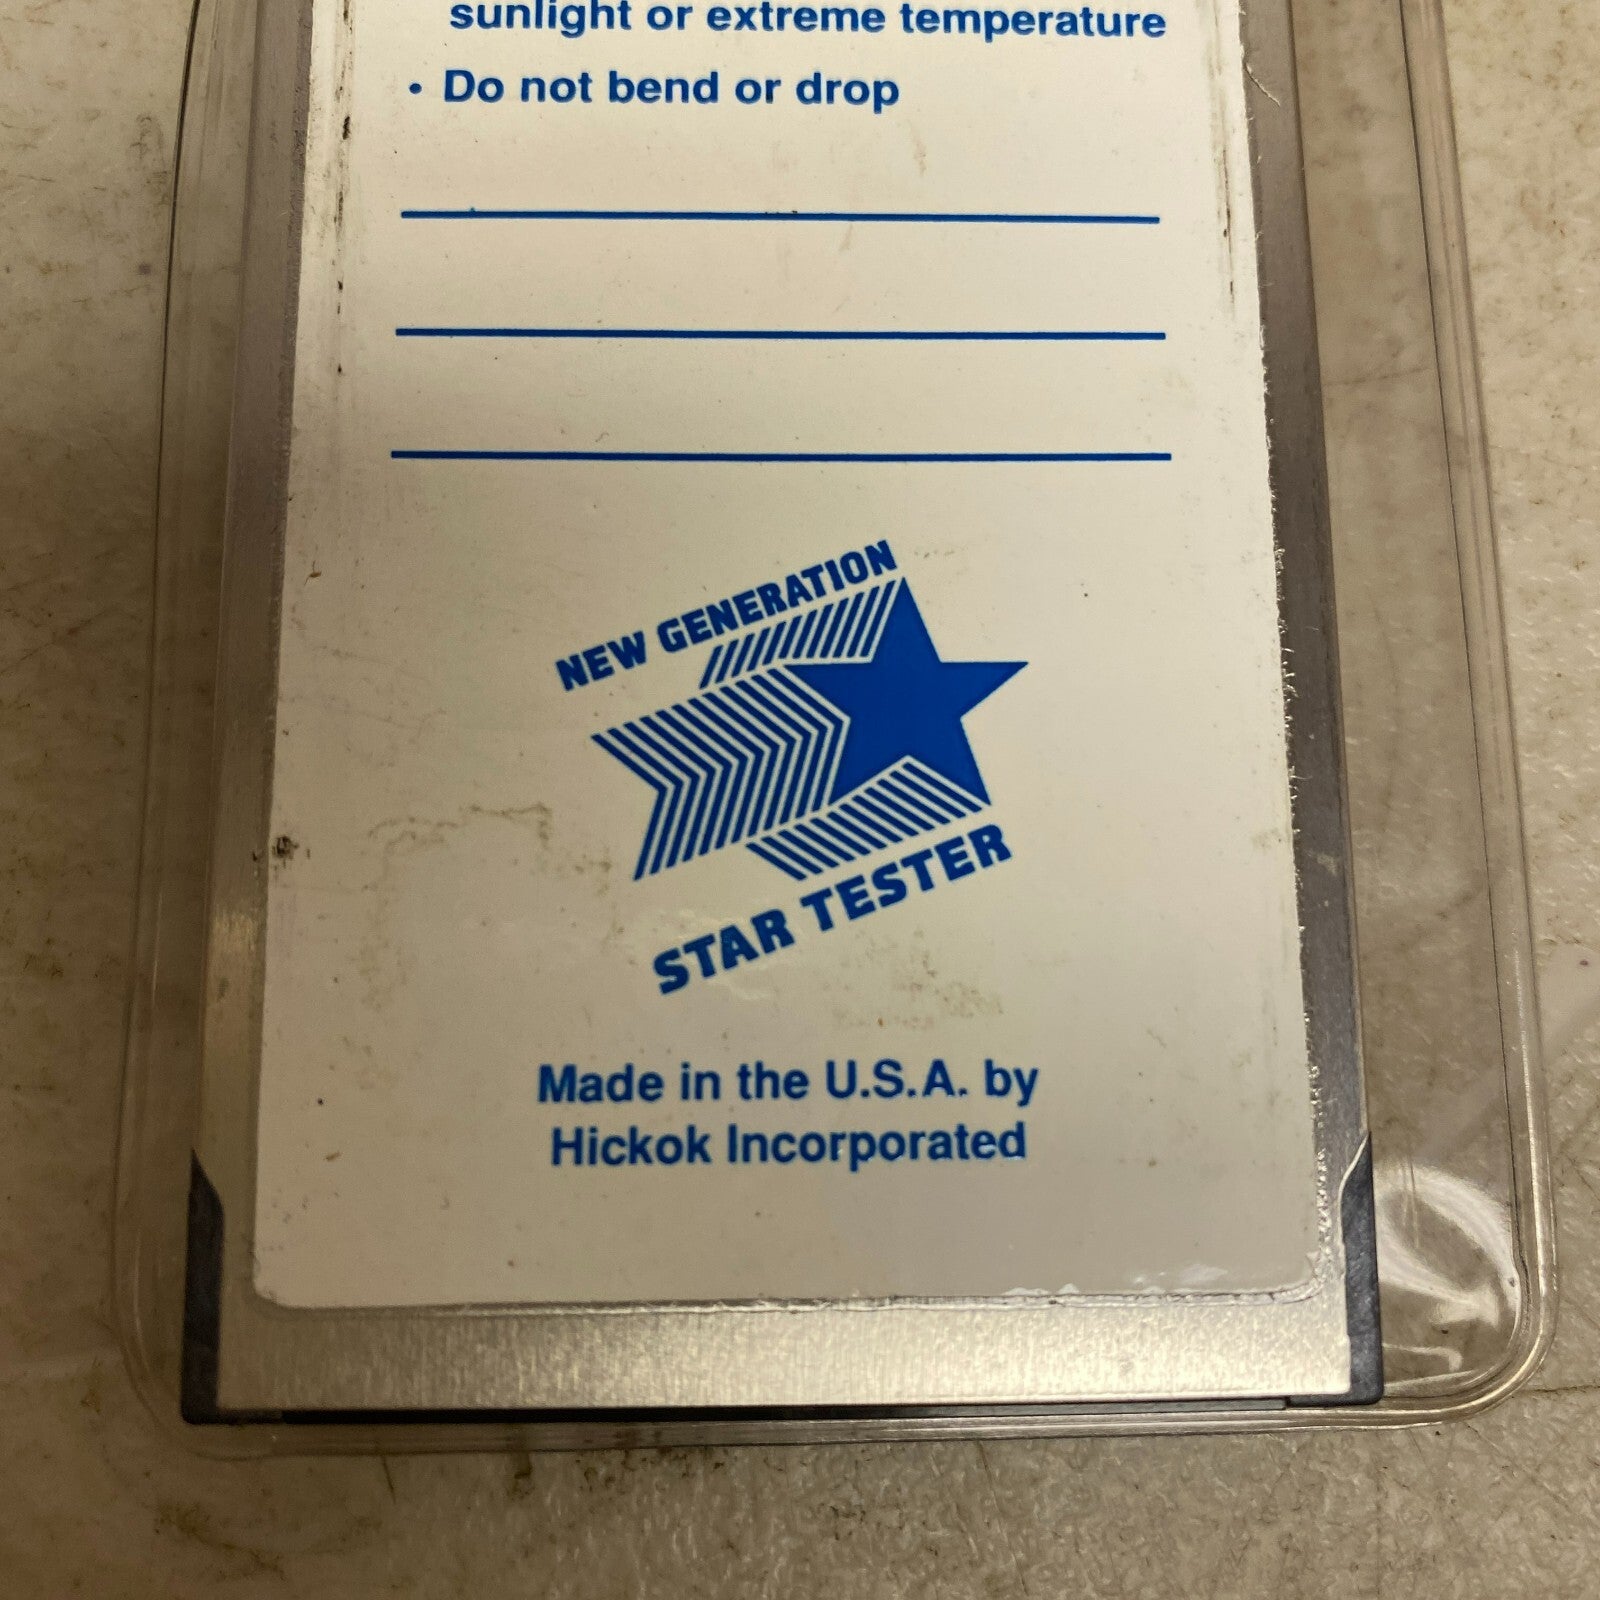 sunlight or extreme temperature
• Do not bend or drop
NEW GENERATION
STAR TESTER
Made in the U.S.A. by
Hickok Incorporated